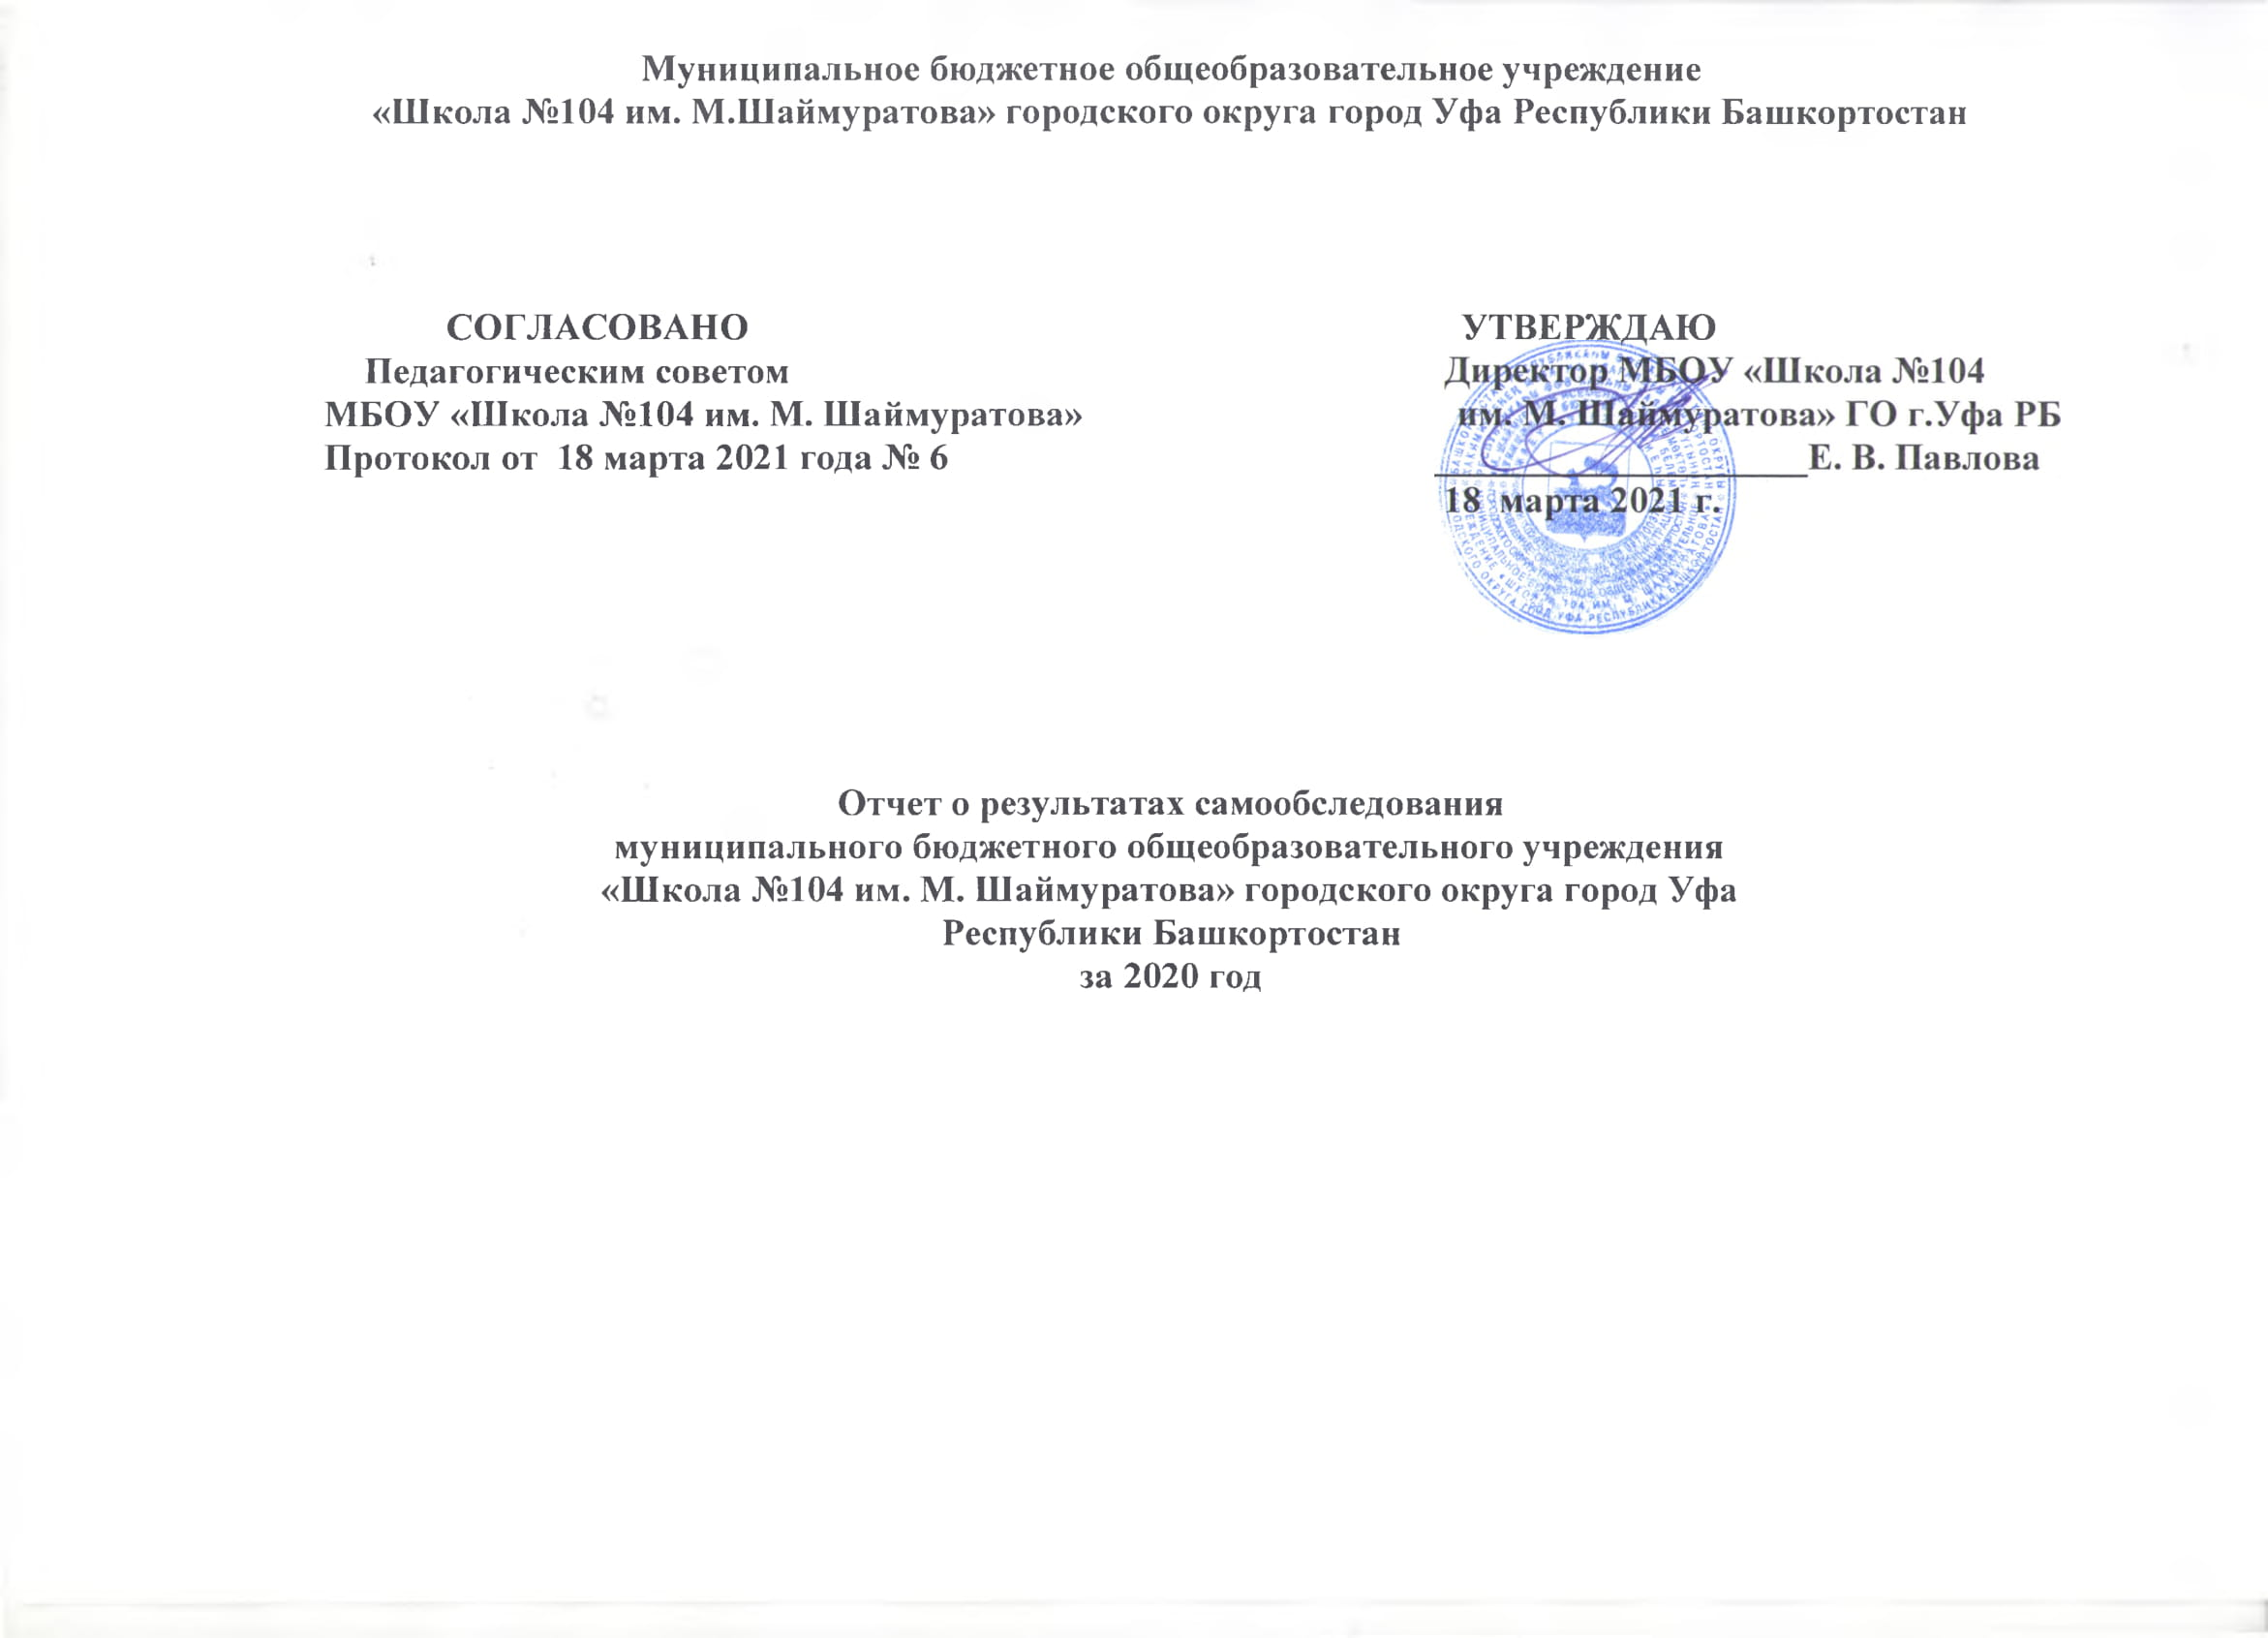 Муниципальное бюджетное общеобразовательное учреждение
«Школа №104 им. М.Шаймуратова» городского округа город Уфа Республики Башкортостан
СОГЛАСОВАНО
Педагогическим советом
МБОУ «Школа №104 им. М. Шаймуратова»
Протокол от 18 марта 2021 года № 6
УТВЕРЖДАЮ
Директор МБОУ «Школа №104
им. М. Шаймуратова» ГО г.Уфа РБ
____________________Е. В. Павлова
18 марта 2021 г.
Отчет о результатах самообследования
муниципального бюджетного общеобразовательного учреждения
«Школа №104 им. М. Шаймуратова» городского округа город Уфа
Республики Башкортостан
за 2020 год